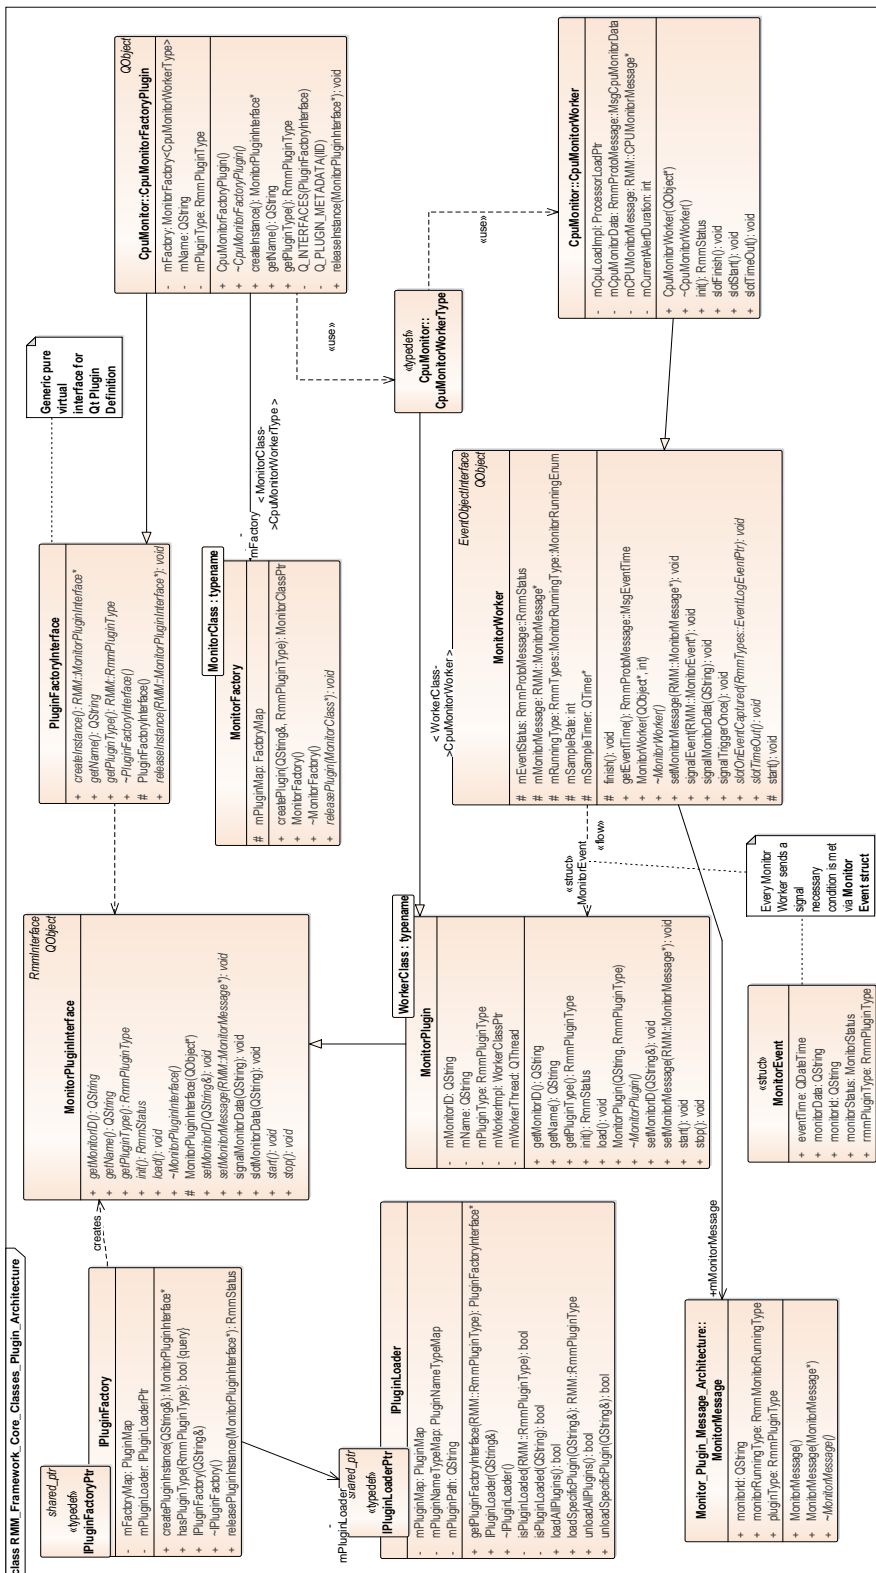 class RMM_Framework_Core_Classes_Plugin_Architecture
shared_ptr
«typedef»
IPluginFactoryPtr
IPluginFactory
- mFactoryMap: PluginMap
- mPluginLoader: IPluginLoaderPtr
+ createPluginInstance(QString&): MonitorPluginInterface*
+ hasPluginType(RmmPluginType): bool {query}
+ IPluginFactory(QString&)
+ ~IPluginFactory()
+ releasePluginInstance(MonitorPluginInterface*): RmmStatus
creates
-
mPluginLoader
shared_ptr
«typedef»
IPluginLoaderPtr
IPluginLoader
- mPluginMap: PluginMap
- mPluginNameTypeMap: PluginNameTypeMap
- mPluginPath: QString
+ getPluginFactoryInterface(RMM::RmmPluginType): PluginFactoryInterface*
+ IPluginLoader(QString&)
+ ~IPluginLoader()
- isPluginLoaded(RMM::RmmPluginType): bool
- isPluginLoaded(QString): bool
+ loadAllPlugins(): bool
+ loadSpecificPlugin(QString&): RMM::RmmPluginType
+ unloadAllPlugins(): bool
+ unloadSpecificPlugin(QString&): bool
Monitor_Plugin_Message_Architecture::
MonitorMessage
+ monitorId: QString
+ monitorRunningType: RmmMonitorRunningType
+ pluginType: RmmPluginType
+ MonitorMessage()
+ MonitorMessage(MonitorMessage*)
+ ~MonitorMessage()
+mMonitorMessage
RmmInterface
QObject
MonitorPluginInterface
+ getMonitorID(): QString
+ getName(): QString
+ getPluginType(): RmmPluginType
+ init(): RmmStatus
+ load(): void
+ ~MonitorPluginInterface()
# MonitorPluginInterface(QObject*)
+ setMonitorID(QString&): void
+ setMonitorMessage(RMM::MonitorMessage*): void
+ signalMonitorData(QString): void
+ slotMonitorData(QString): void
+ start(): void
+ stop(): void
WorkerClass : typename
MonitorPlugin
- mMonitorID: QString
- mName: QString
- mPluginType: RmmPluginType
- mWorkerImpl: WorkerClassPtr
- mWorkerThread: QThread
+ getMonitorID(): QString
+ getName(): QString
+ getPluginType(): RmmPluginType
+ init(): RmmStatus
+ load(): void
+ MonitorPlugin(QString, RmmPluginType)
+ ~MonitorPlugin()
+ setMonitorID(QString&): void
+ setMonitorMessage(RMM::MonitorMessage*): void
+ start(): void
+ stop(): void
«struct»
MonitorEvent
+ eventTime: QDateTime
+ monitorData: QString
+ monitorId: QString
+ monitorStatus: MonitorStatus
+ rmmPluginType: RmmPluginType
Every Monitor
Worker sends a
signal
necessary
condition is met
via Monitor
Event struct
«struct»
MonitorEvent
«flow»
PluginFactoryInterface
+ createInstance(): RMM::MonitorPluginInterface*
+ getName(): QString
+ getPluginType(): RMM::RmmPluginType
+ ~PluginFactoryInterface()
# PluginFactoryInterface()
+ releaseInstance(RMM::MonitorPluginInterface*): void
Generic pure
virtual
interface for
Qt Plugin
Definition
MonitorClass : typename
MonitorFactory
# mPluginMap: FactoryMap
+ createPlugin(QString&, RmmPluginType): MonitorClassPtr
+ MonitorFactory()
+ ~MonitorFactory()
+ releasePlugin(MonitorClass*): void
-
mFactory
< MonitorClass-
>CpuMonitorWorkerType >
< WorkerClass-
>CpuMonitorWorker >
EventObjectInterface
QObject
MonitorWorker
# mEventStatus: RmmProtoMessage::RmmStatus
# mMonitorMessage: RMM::MonitorMessage*
# mRunningType: RmmTypes::MonitorRunningType::MonitorRunningEnum
# mSampleRate: int
# mSampleTimer: QTimer*
# finish(): void
+ getEventTime(): RmmProtoMessage::MsgEventTime
+ MonitorWorker(QObject*, int)
+ ~MonitorWorker()
+ setMonitorMessage(RMM::MonitorMessage*): void
+ signalEvent(RMM::MonitorEvent*): void
+ signalMonitorData(QString): void
+ signalTriggerOnce(): void
+ slotOnEventCaptured(RmmTypes::EventLogEventPtr): void
+ slotTimeOut(): void
# start(): void
QObject
CpuMonitor::CpuMonitorFactoryPlugin
- mFactory: MonitorFactory<CpuMonitorWorkerType>
- mName: QString
- mPluginType: RmmPluginType
+ CpuMonitorFactoryPlugin()
+ ~CpuMonitorFactoryPlugin()
+ createInstance(): MonitorPluginInterface*
+ getName(): QString
+ getPluginType(): RmmPluginType
- Q_INTERFACES(PluginFactoryInterface)
- Q_PLUGIN_METADATA(IID)
+ releaseInstance(MonitorPluginInterface*): void
«use»
«typedef»
CpuMonitor::
CpuMonitorWorkerType
«use»
CpuMonitor::CpuMonitorWorker
- mCpuLoadImpl: ProcessorLoadPtr
- mCpuMonitorData: RmmProtoMessage::MsgCpuMonitorData
- mCPUMonitorMessage: RMM::CPUMonitorMessage*
- mCurrentAlertDuration: int
+ CpuMonitorWorker(QObject*)
+ ~CpuMonitorWorker()
+ init(): RmmStatus
+ slotFinish(): void
+ slotStart(): void
+ slotTimeOut(): void